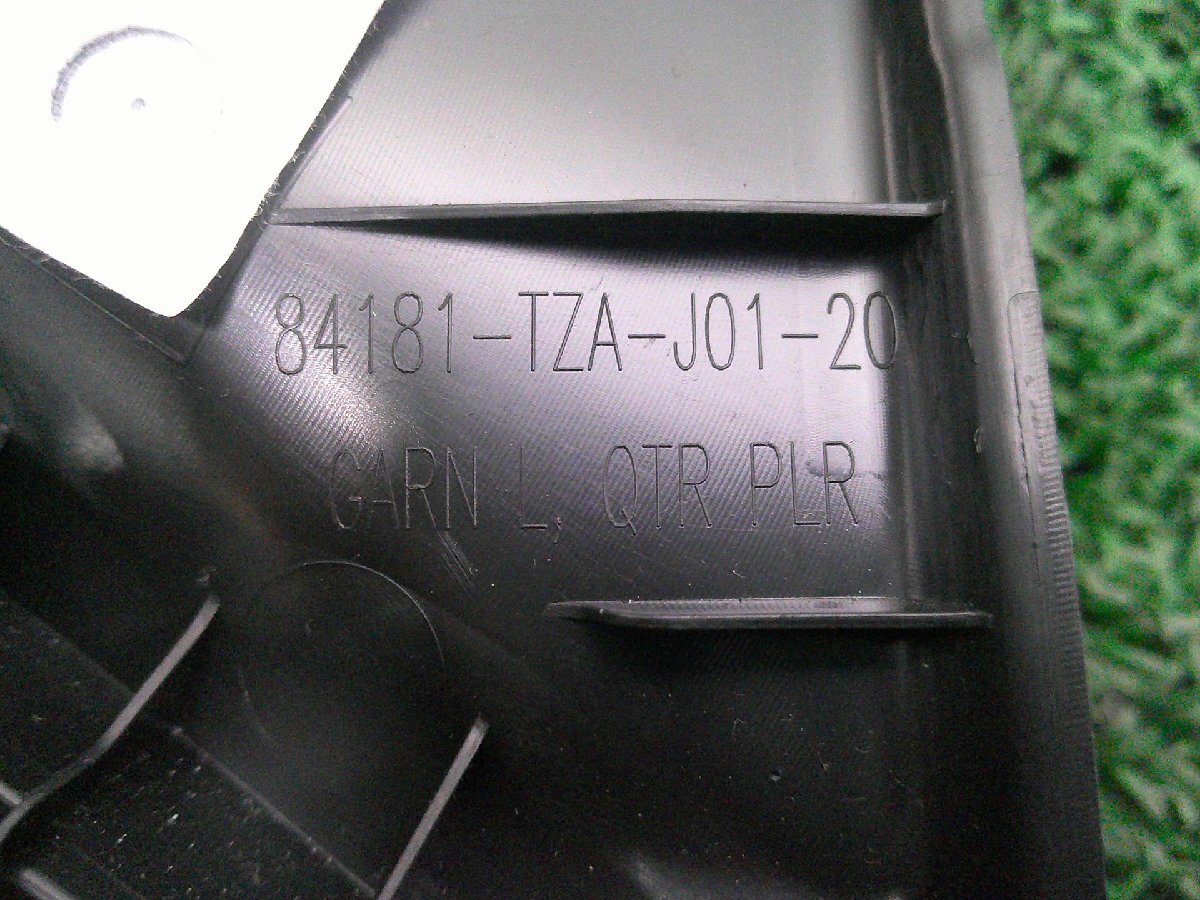 84181-TZA-J01-20
GARN L, QTR PLR